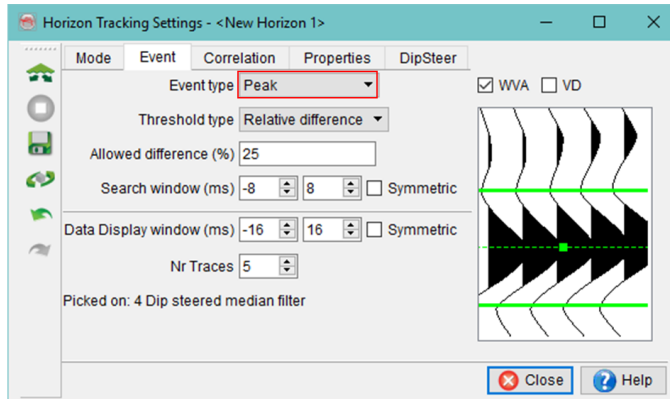 Horizon Tracking Settings - <New Horizon 1>
Mode Event Correlation Properties DipSteer
Event type Peak WVA VD
Threshold type Relative difference
Allowed difference (%) 25
Search window (ms) -8 8 Symmetric
Data Display window (ms) -16 16 Symmetric
Nr Traces 5
Picked on: 4 Dip steered median filter
Close ? Help